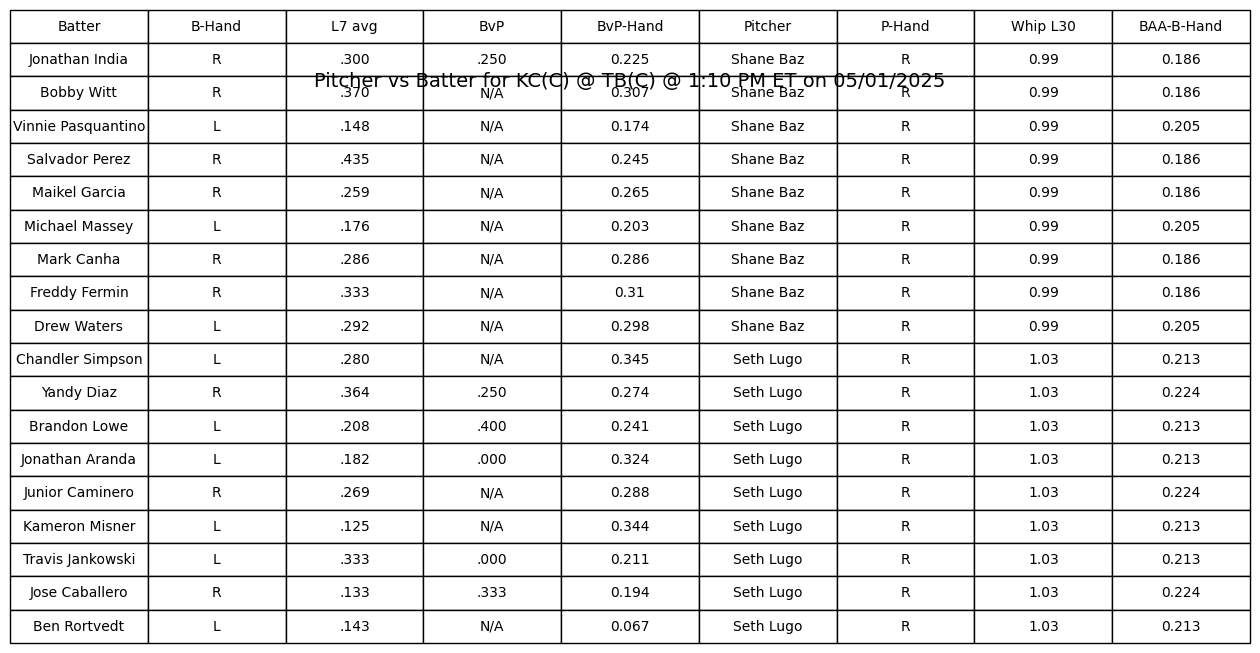 Batter B-Hand L7 avg BvP BvP-Hand Pitcher P-Hand Whip L30 BAA-B-Hand
Jonathan India R .300 .250 0.225 Shane Baz R 0.99 0.186
Pitcher vs Batter for KC(C) @ TB(C) @ 1:10 PM ET on 05/01/2025
Bobby Witt R .370 N/A 0.307 Shane Baz R 0.99 0.186
Vinnie Pasquantino L .148 N/A 0.174 Shane Baz R 0.99 0.205
Salvador Perez R .435 N/A 0.245 Shane Baz R 0.99 0.186
Maikel Garcia R .259 N/A 0.265 Shane Baz R 0.99 0.186
Michael Massey L .176 N/A 0.203 Shane Baz R 0.99 0.205
Mark Canha R .286 N/A 0.286 Shane Baz R 0.99 0.186
Freddy Fermin R .333 N/A 0.31 Shane Baz R 0.99 0.186
Drew Waters L .292 N/A 0.298 Shane Baz R 0.99 0.205
Chandler Simpson L .280 N/A 0.345 Seth Lugo R 1.03 0.213
Yandy Diaz R .364 .250 0.274 Seth Lugo R 1.03 0.224
Brandon Lowe L .208 .400 0.241 Seth Lugo R 1.03 0.213
Jonathan Aranda L .182 .000 0.324 Seth Lugo R 1.03 0.213
Junior Caminero R .269 N/A 0.288 Seth Lugo R 1.03 0.224
Kameron Misner L .125 N/A 0.344 Seth Lugo R 1.03 0.213
Travis Jankowski L .333 .000 0.211 Seth Lugo R 1.03 0.213
Jose Caballero R .133 .333 0.194 Seth Lugo R 1.03 0.224
Ben Rortvedt L .143 N/A 0.067 Seth Lugo R 1.03 0.213